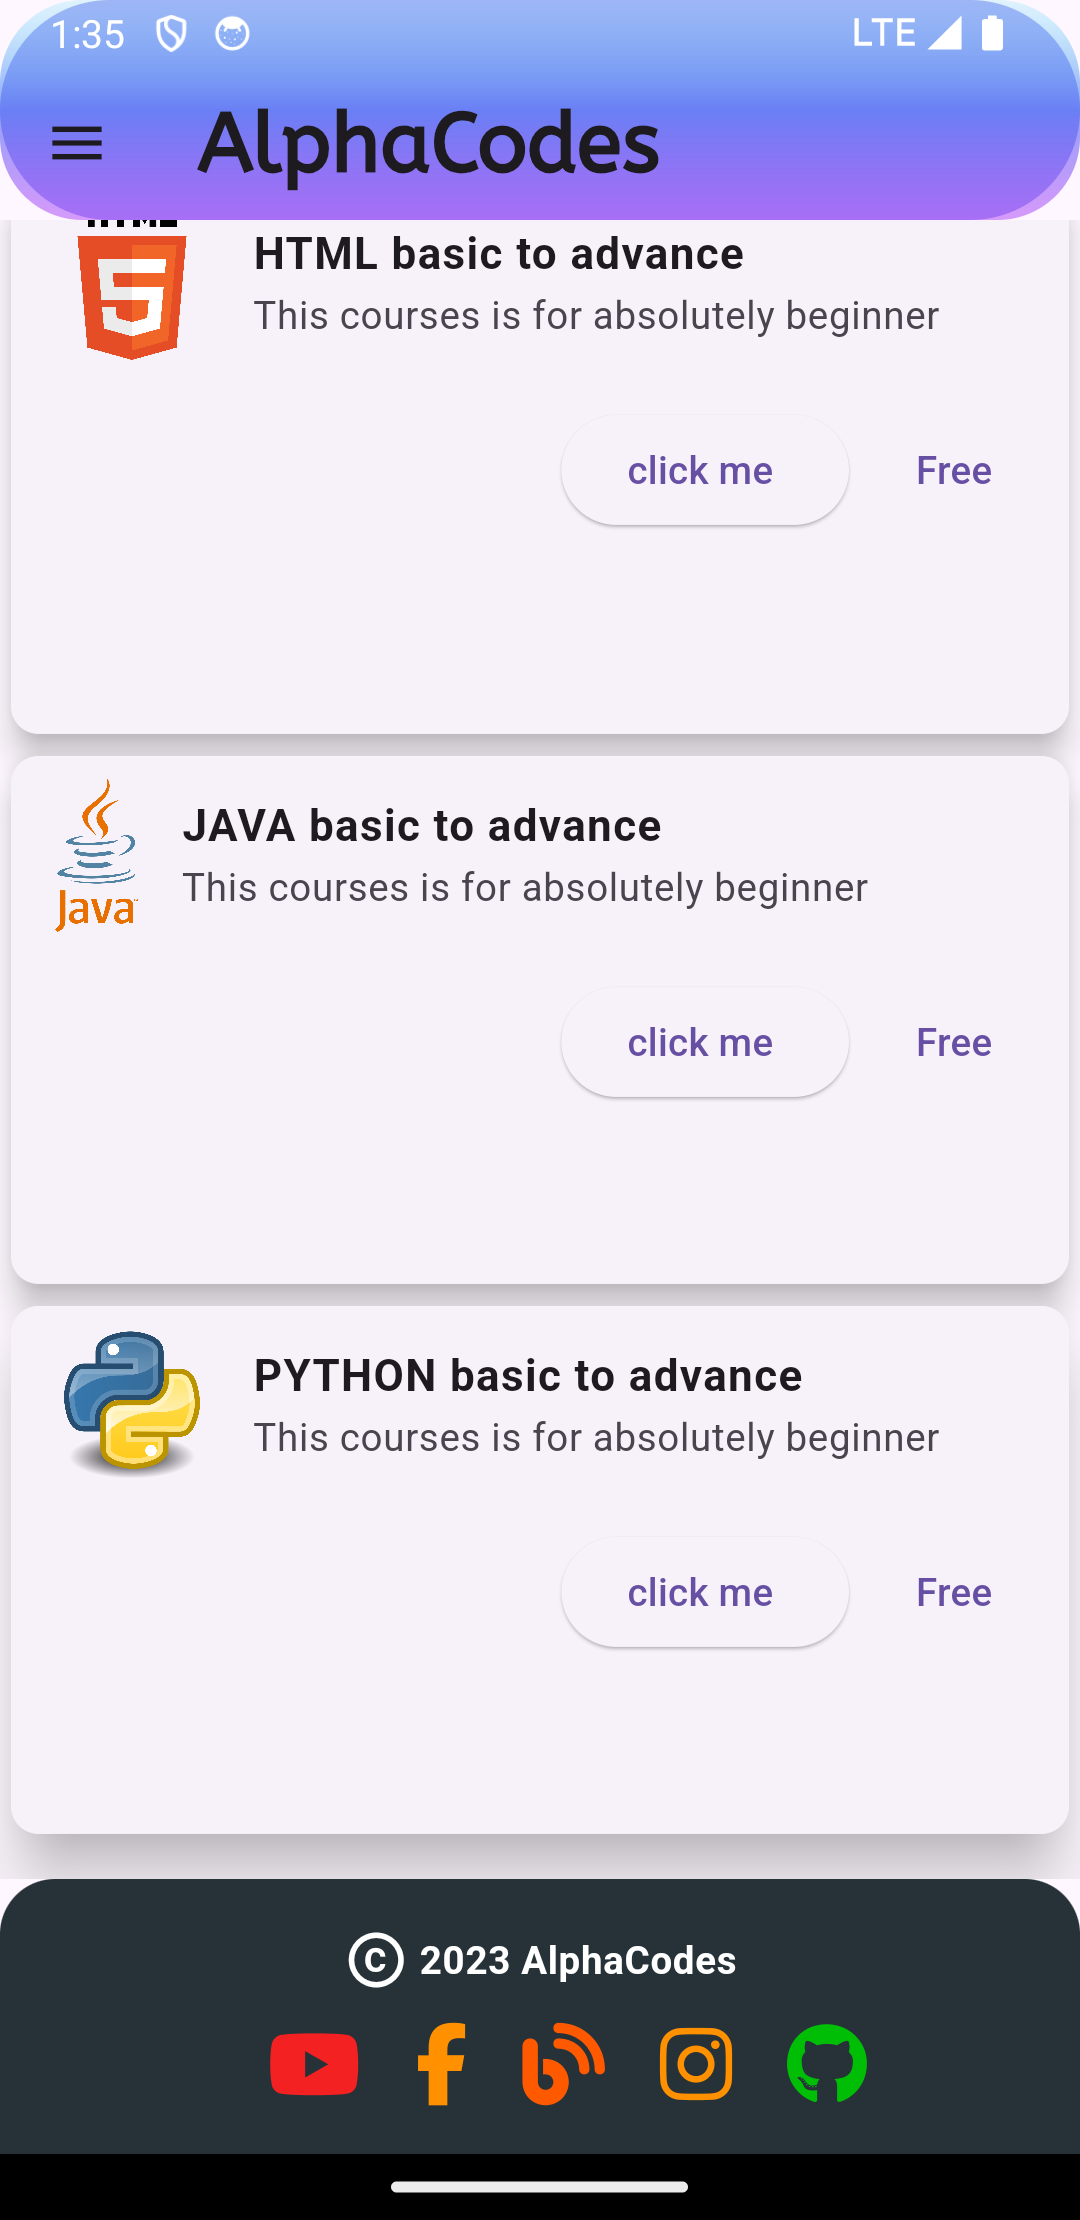 1:35 LTE
AlphaCodes
HTML basic to advance
This courses is for absolutely beginner
click me Free
JAVA basic to advance
This courses is for absolutely beginner
Java
click me Free
PYTHON basic to advance
This courses is for absolutely beginner
click me Free
© 2023 AlphaCodes